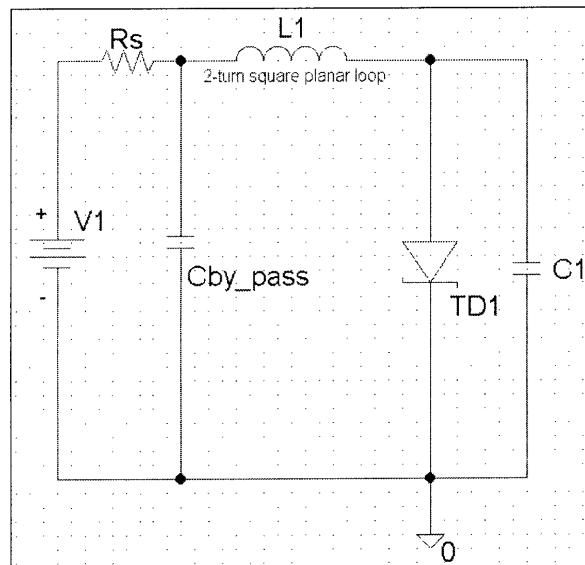 Rs
L1
2-turn square planar loop
+
V1
-
Cby_pass
TD1
C1
0